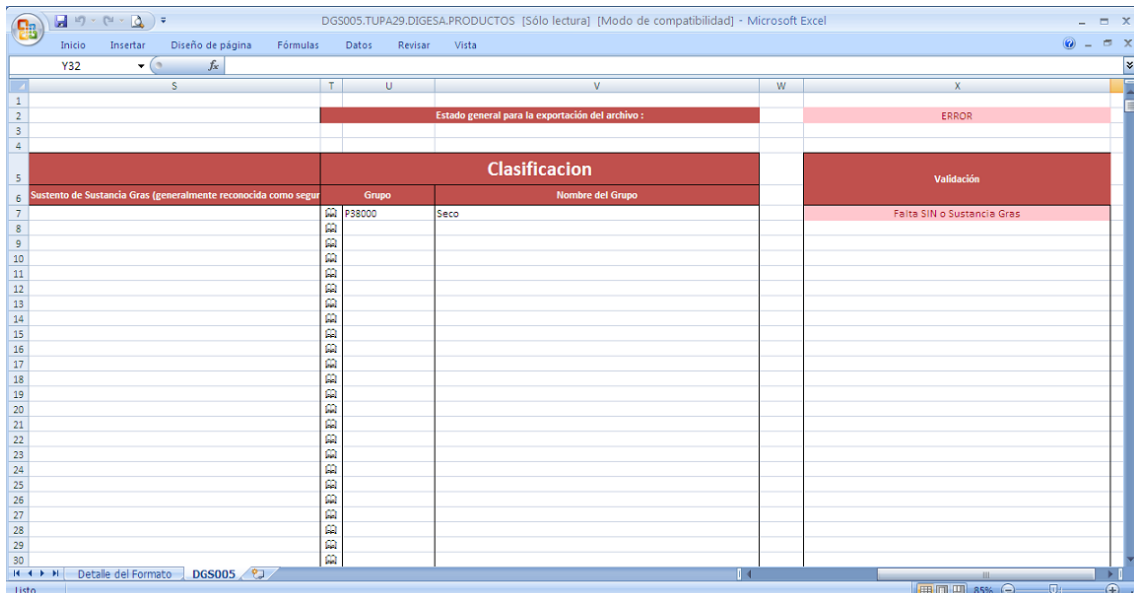 DGS005.TUPA29.DIGESA.PRODUCTOS [Sólo lectura] [Modo de compatibilidad] - Microsoft Excel
Inicio Insertar Diseño de página Fórmulas Datos Revisar Vista
Y32 fx
S T U V W X
1
2 Estado general para la exportación del archivo : ERROR
3
4
5 Clasificacion Validación
6 Sustento de Sustancia Gras (generalmente reconocida como segur Grupo Nombre del Grupo
7 P38000 Seco Falta SIN o Sustancia Gras
8
9
10
11
12
13
14
15
16
17
18
19
20
21
22
23
24
25
26
27
28
29
30
Detalle del Formato DGS005
Listo 85%